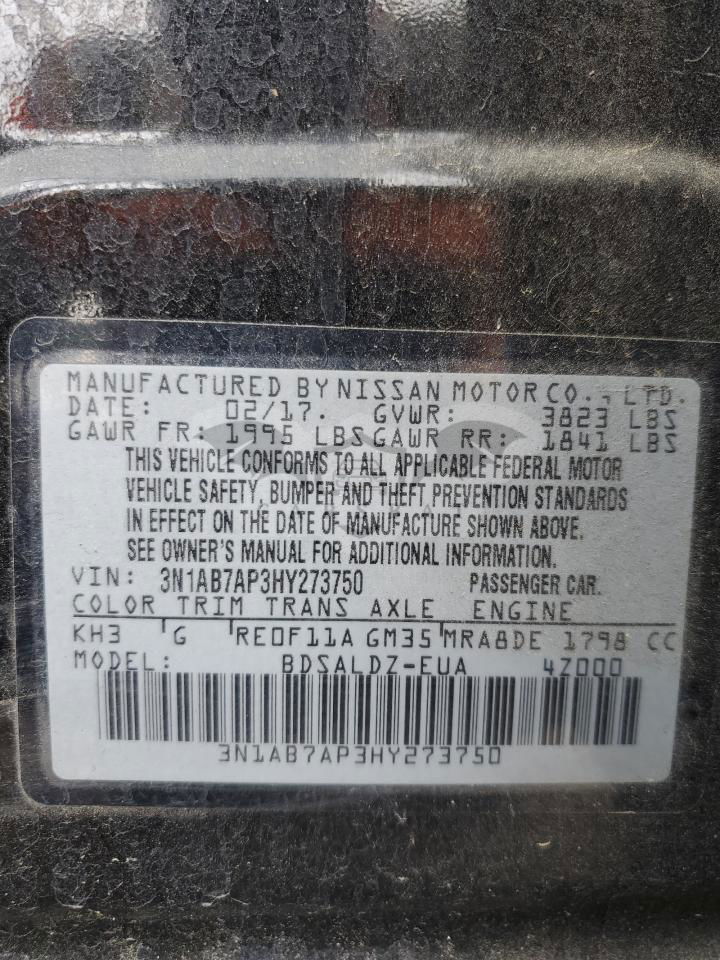 MANUFACTURED BY NISSAN MOTOR CO., LTD.
DATE: 02/17. GVWR: 3823 LBS
GAWR FR: 1995 LBS GAWR RR: 1841 LBS
THIS VEHICLE CONFORMS TO ALL APPLICABLE FEDERAL MOTOR
VEHICLE SAFETY, BUMPER AND THEFT PREVENTION STANDARDS
IN EFFECT ON THE DATE OF MANUFACTURE SHOWN ABOVE.
SEE OWNER'S MANUAL FOR ADDITIONAL INFORMATION.
VIN: 3N1AB7AP3HY273750 PASSENGER CAR.
COLOR TRIM TRANS AXLE ENGINE
KH3 G RE0F11A GM35 MRA8DE 1798 CC
MODEL: BDSALDZ-EUA 4Z000
3N1AB7AP3HY273750